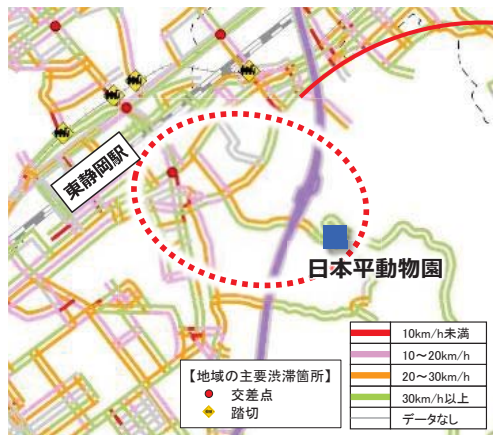 東静岡駅
日本平動物園
【地域の主要渋滞箇所】
交差点
踏切
10km/h未満
10～20km/h
20～30km/h
30km/h以上
データなし